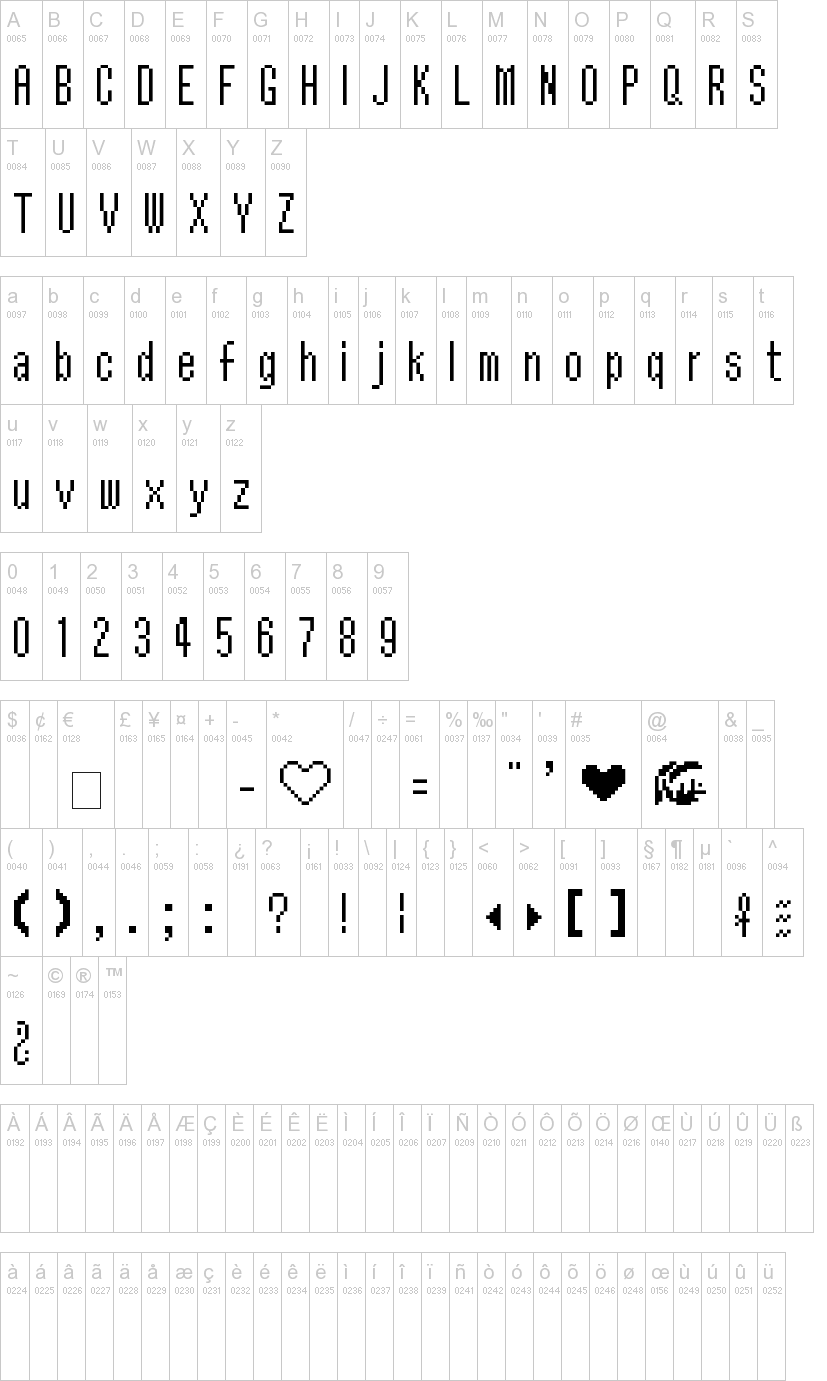 A B C D E F G H I J K L M N O P Q R S
0065 0066 0067 0068 0069 0070 0071 0072 0073 0074 0075 0076 0077 0078 0079 0080 0081 0082 0083
A B C D E F G H I J K L M N O P Q R S
T U V W X Y Z
0084 0085 0086 0087 0088 0089 0090
T U V W X Y Z
a b c d e f g h i j k l m n o p q r s t
0097 0098 0099 0100 0101 0102 0103 0104 0105 0106 0107 0108 0109 0110 0111 0112 0113 0114 0115 0116
a b c d e f g h i j k l m n o p q r s t
u v w x y z
0117 0118 0119 0120 0121 0122
u v w x y z
0 1 2 3 4 5 6 7 8 9
0048 0049 0050 0051 0052 0053 0054 0055 0056 0057
0 1 2 3 4 5 6 7 8 9
$ ¢ € £ ¥ ¤ + - * / ÷ = % ‰ " ' # @ & _
0036 0162 0128 0163 0165 0164 0043 0045 0042 0047 0247 0061 0037 0137 0034 0039 0035 0064 0038 0095
- ♡ = " ' ♥
( ) , . ; : ¿ ? ¡ ! \ | { } < > [ ] § ¶ µ ` ^
0040 0041 0044 0046 0059 0058 0191 0063 0161 0033 0092 0124 0123 0125 0060 0062 0091 0093 0167 0182 0181 0096 0094
( ) , . ; : ? ! ¦ ◀ ▶ [ ]
~ © ® ™
0126 0169 0174 0153
À Á Â Ã Ä Å Æ Ç È É Ê Ë Ì Í Î Ï Ñ Ò Ó Ô Õ Ö Ø Œ Ù Ú Û Ü ß
0192 0193 0194 0195 0196 0197 0198 0199 0200 0201 0202 0203 0204 0205 0206 0207 0209 0210 0211 0212 0213 0214 0216 0140 0217 0218 0219 0220 0223
à á â ã ä å æ ç è é ê ë ì í î ï ñ ò ó ô õ ö ø œ ù ú û ü
0224 0225 0226 0227 0228 0229 0230 0231 0232 0233 0234 0235 0236 0237 0238 0239 0241 0242 0243 0244 0245 0246 0248 0156 0249 0250 0251 0252